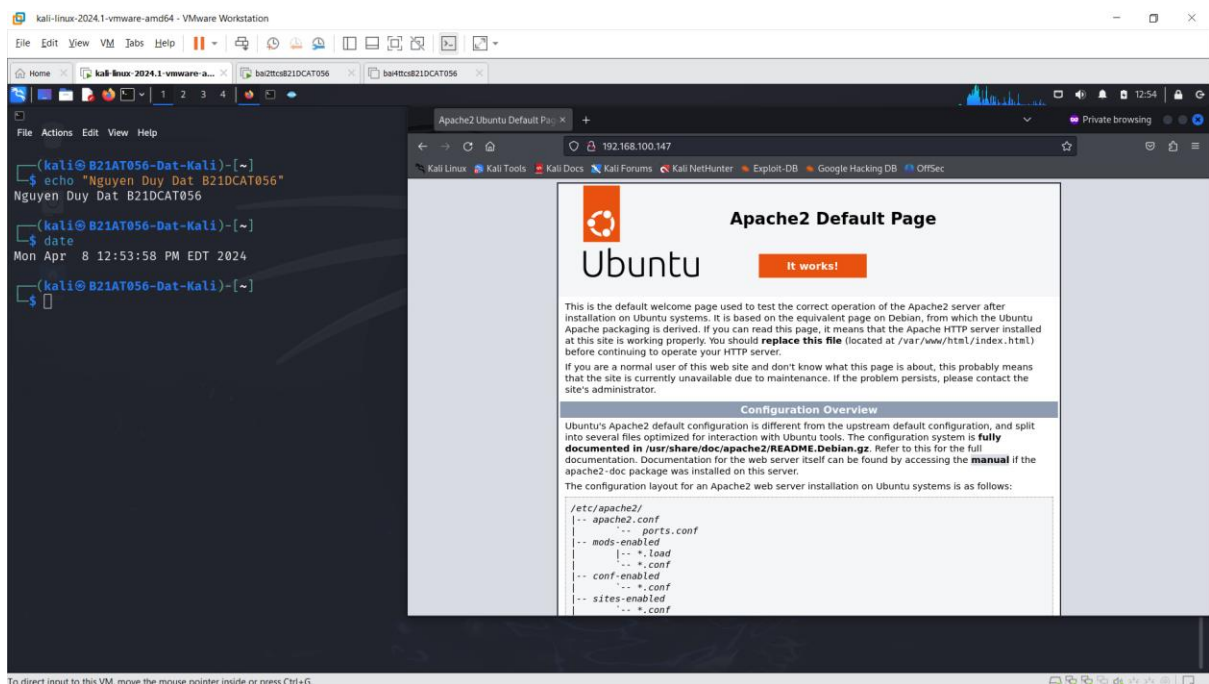 kali-linux-2024.1-vmware-amd64 - VMware Workstation
File Edit View VM Tabs Help
Home
kali-linux-2024.1-vmware-a...
bai2ttcsB21DCAT056
bai4ttcsB21DCAT056
1 2 3 4
12:54
File Actions Edit View Help
┌──(kali㉿B21AT056-Dat-Kali)-[~]
└─$ echo "Nguyen Duy Dat B21DCAT056"
Nguyen Duy Dat B21DCAT056
┌──(kali㉿B21AT056-Dat-Kali)-[~]
└─$ date
Mon Apr 8 12:53:58 PM EDT 2024
┌──(kali㉿B21AT056-Dat-Kali)-[~]
└─$
Apache2 Ubuntu Default Pag
Private browsing
192.168.100.147
Kali Linux Kali Tools Kali Docs Kali Forums Kali NetHunter Exploit-DB Google Hacking DB OffSec
Ubuntu
Apache2 Default Page
It works!
This is the default welcome page used to test the correct operation of the Apache2 server after
installation on Ubuntu systems. It is based on the equivalent page on Debian, from which the Ubuntu
Apache packaging is derived. If you can read this page, it means that the Apache HTTP server installed
at this site is working properly. You should replace this file (located at /var/www/html/index.html)
before continuing to operate your HTTP server.
If you are a normal user of this web site and don't know what this page is about, this probably means
that the site is currently unavailable due to maintenance. If the problem persists, please contact the
site's administrator.
Configuration Overview
Ubuntu's Apache2 default configuration is different from the upstream default configuration, and split
into several files optimized for interaction with Ubuntu tools. The configuration system is fully
documented in /usr/share/doc/apache2/README.Debian.gz. Refer to this for the full
documentation. Documentation for the web server itself can be found by accessing the manual if the
apache2-doc package was installed on this server.
The configuration layout for an Apache2 web server installation on Ubuntu systems is as follows:
/etc/apache2/
|-- apache2.conf
|       `-- ports.conf
|-- mods-enabled
|       |-- *.load
|       `-- *.conf
|-- conf-enabled
|       `-- *.conf
|-- sites-enabled
|       `-- *.conf
To direct input to this VM, move the mouse pointer inside or press Ctrl+G.